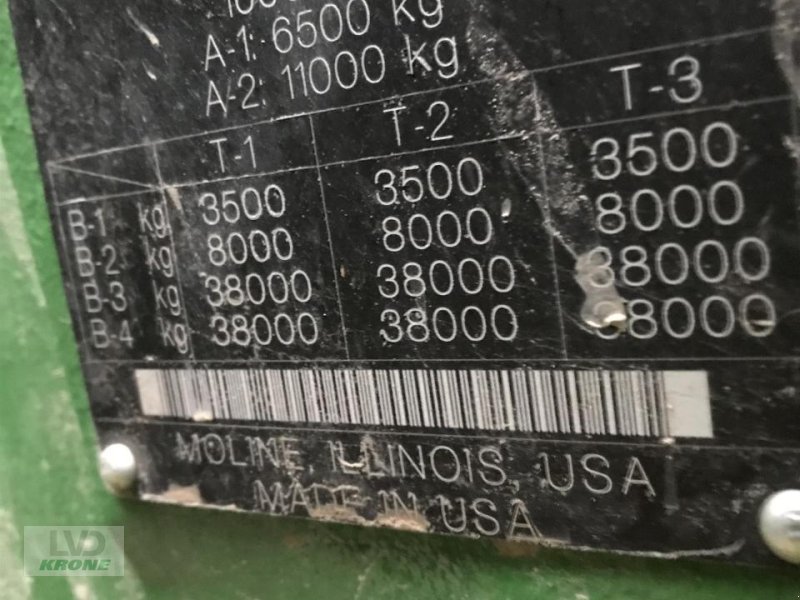 A-1: 6500 kg
A-2: 11000 kg
T-1 T-2 T-3
B-1 kg 3500 3500 3500
B-2 kg 8000 8000 8000
B-3 kg 38000 38000 38000
B-4 kg 38000 38000 38000
MOLINE, ILLINOIS, USA
MADE IN USA
LVD
KRONE